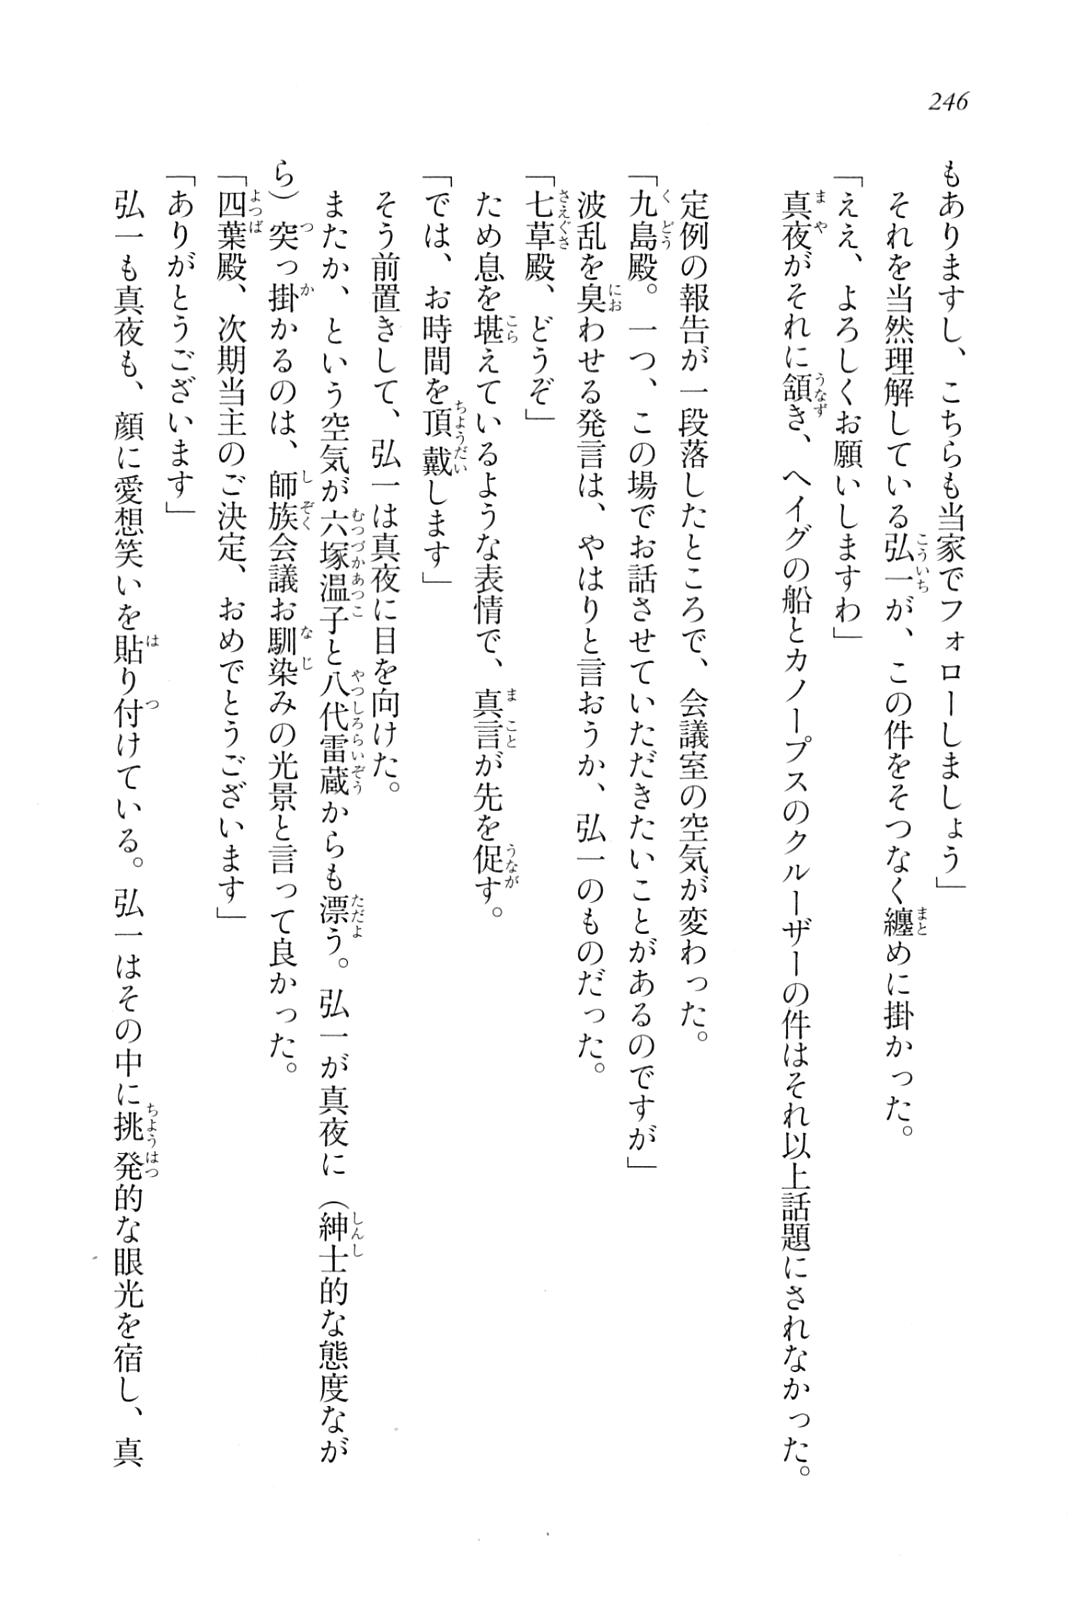 246
もありますし、こちらも当家でフォローしましょう」
それを当然理解している弘一が、この件をそつなく纏めに掛かった。
「ええ、よろしくお願いしますわ」
真夜がそれに頷き、ヘイグの船とカノープスのクルーザーの件はそれ以上話題にされなかった。
定例の報告が一段落したところで、会議室の空気が変わった。
「九島殿。一つ、この場でお話させていただきたいことがあるのですが」
波乱を臭わせる発言は、やはりと言おうか、弘一のものだった。
「七草殿、どうぞ」
ため息を堪えているような表情で、真言が先を促す。
「では、お時間を頂戴します」
そう前置きして、弘一は真夜に目を向けた。
またか、という空気が六塚温子と八代雷蔵からも漂う。弘一が真夜に（紳士的な態度なが
ら）突っ掛かるのは、師族会議お馴染みの光景と言って良かった。
「四葉殿、次期当主のご決定、おめでとうございます」
「ありがとうございます」
弘一も真夜も、顔に愛想笑いを貼り付けている。弘一はその中に挑発的な眼光を宿し、真